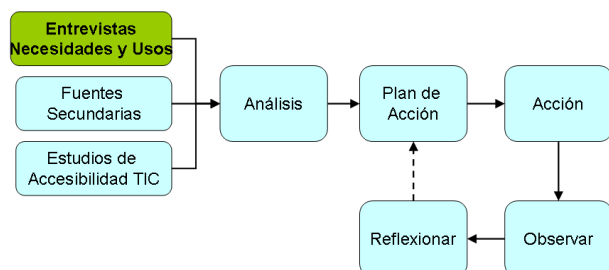 Entrevistas
Necesidades y Usos
Fuentes
Secundarias
Estudios de
Accesibilidad TIC
Análisis
Plan de
Acción
Acción
Reflexionar
Observar